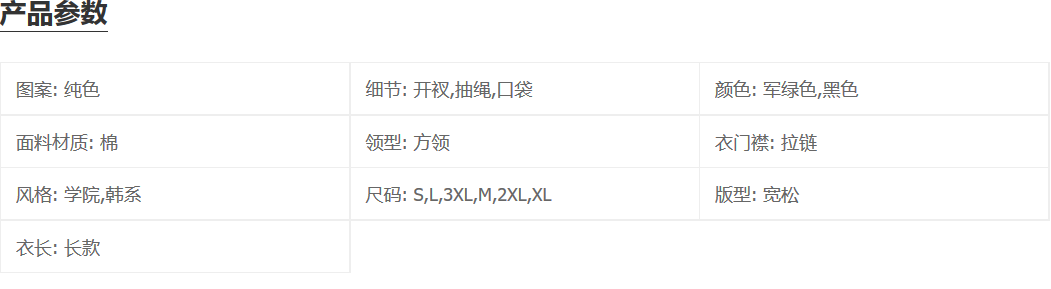 产品参数
图案: 纯色
细节: 开衩,抽绳,口袋
颜色: 军绿色,黑色
面料材质: 棉
领型: 方领
衣门襟: 拉链
风格: 学院,韩系
尺码: S,L,3XL,M,2XL,XL
版型: 宽松
衣长: 长款